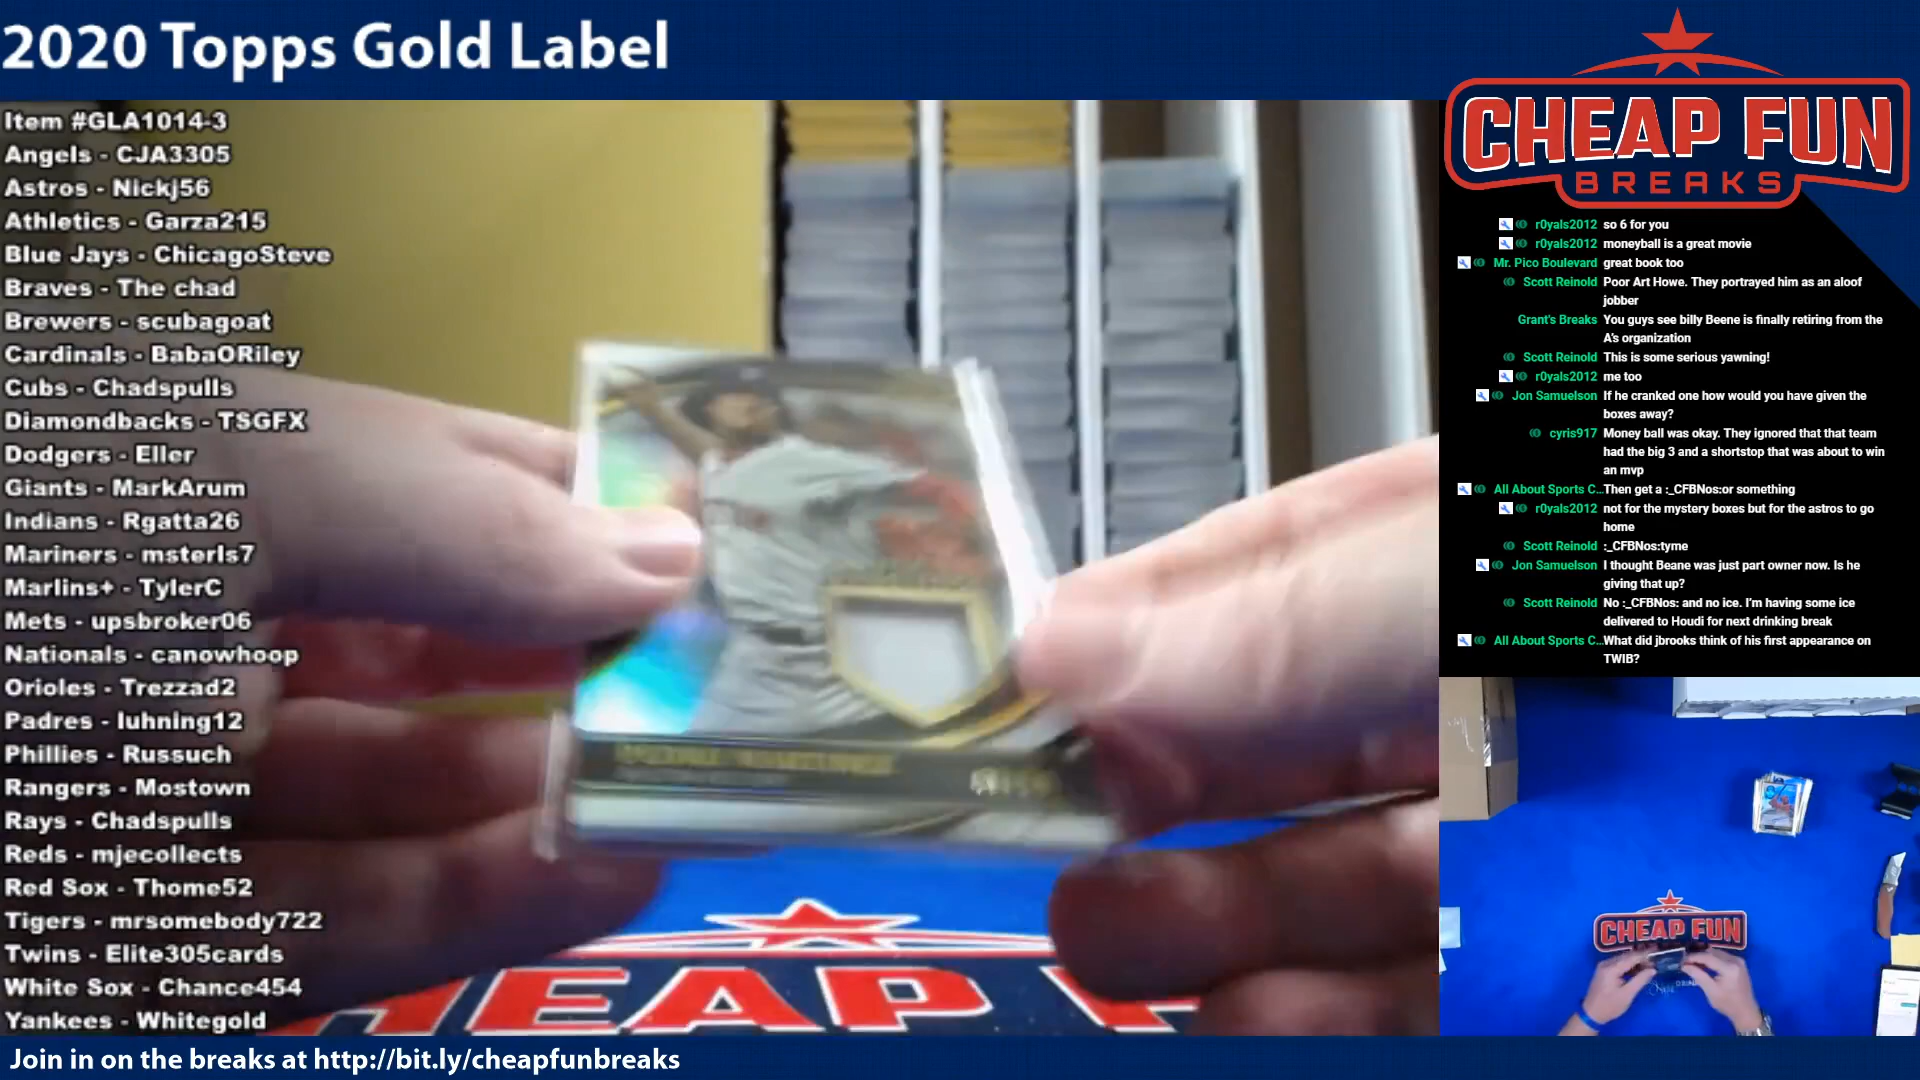 2020 Topps Gold Label
Item #GLA1014-3
Angels - CJA3305
Astros - Nickj56
Athletics - Garza215
Blue Jays - ChicagoSteve
Braves - The chad
Brewers - scubagoat
Cardinals - BabaORiley
Cubs - Chadspulls
Diamondbacks - TSGFX
Dodgers - Eller
Giants - MarkArum
Indians - Rgatta26
Mariners - msterls7
Marlins+ - TylerC
Mets - upsbroker06
Nationals - canowhoop
Orioles - Trezzad2
Padres - luhning12
Phillies - Russuch
Rangers - Mostown
Rays - Chadspulls
Reds - mjecollects
Red Sox - Thome52
Tigers - mrsomebody722
Twins - Elite305cards
White Sox - Chance454
Yankees - Whitegold
Join in on the breaks at http://bit.ly/cheapfunbreaks
CHEAP FUN
BREAKS
r0yals2012 so 6 for you
r0yals2012 moneyball is a great movie
Mr. Pico Boulevard great book too
Scott Reinold Poor Art Howe. They portrayed him as an aloof
jobber
Grant's Breaks You guys see billy Beene is finally retiring from the
A's organization
Scott Reinold This is some serious yawning!
r0yals2012 me too
Jon Samuelson If he cranked one how would you have given the
boxes away?
cyris917 Money ball was okay. They ignored that that team
had the big 3 and a shortstop that was about to win
an mvp
All About Sports C... Then get a :_CFBNos:or something
r0yals2012 not for the mystery boxes but for the astros to go
home
Scott Reinold :_CFBNos:tyme
Jon Samuelson I thought Beane was just part owner now. Is he
giving that up?
Scott Reinold No :_CFBNos: and no ice. I'm having some ice
delivered to Houdi for next drinking break
All About Sports C... What did jbrooks think of his first appearance on
TWIB?
CHEAP FUN
HEAP